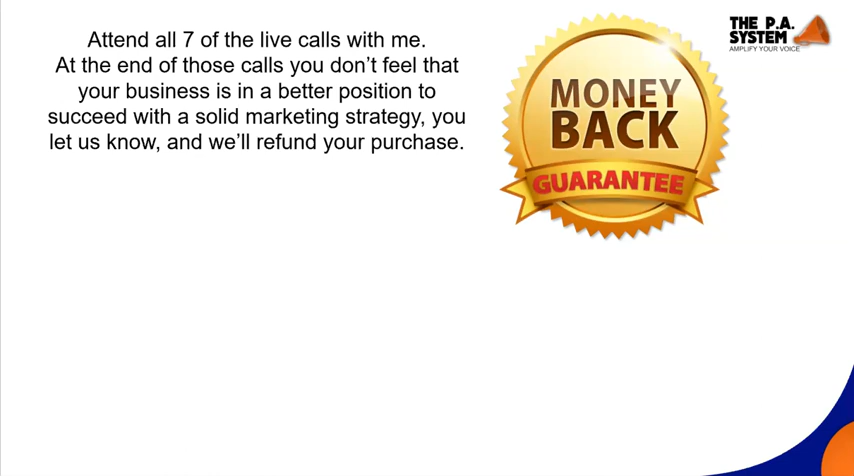 Attend all 7 of the live calls with me.
At the end of those calls you don't feel that
your business is in a better position to
succeed with a solid marketing strategy, you
let us know, and we'll refund your purchase.
MONEY
BACK
GUARANTEE
THE P.A.
SYSTEM
AMPLIFY YOUR VOICE